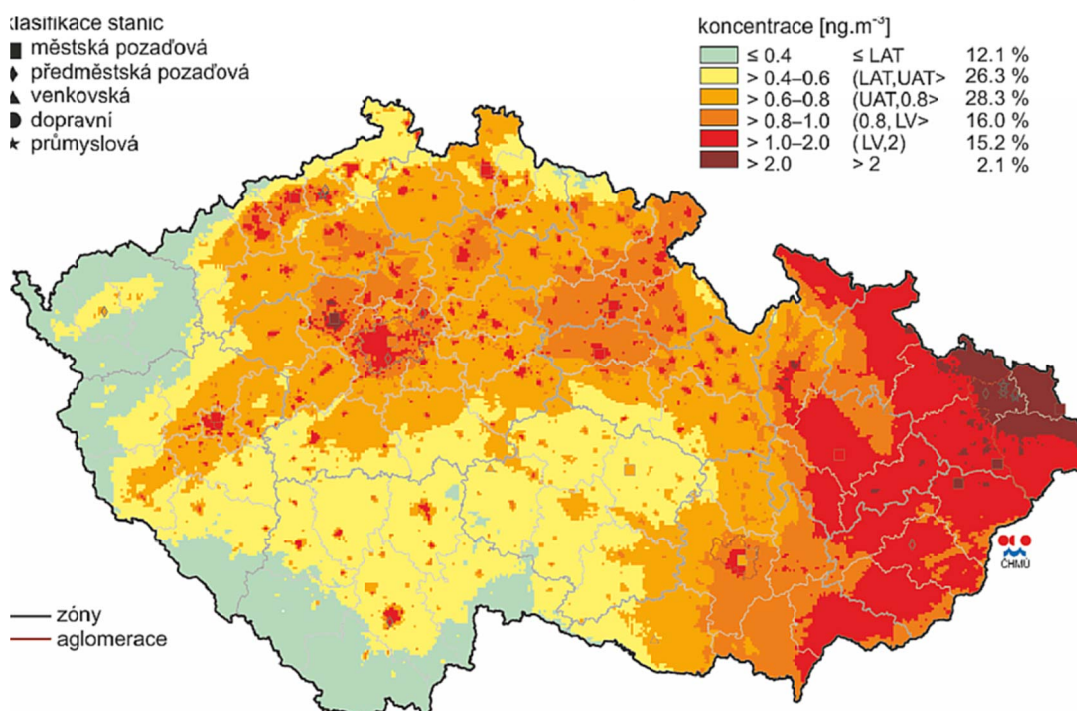 klasifikace stanic
městská pozaďová
předměstská pozaďová
venkovská
dopravní
průmyslová
koncentrace [ng.m⁻³]
≤ 0.4 ≤ LAT 12.1 %
> 0.4–0.6 (LAT,UAT> 26.3 %
> 0.6–0.8 (UAT,0.8> 28.3 %
> 0.8–1.0 (0.8, LV> 16.0 %
> 1.0–2.0 (LV,2) 15.2 %
> 2.0 > 2 2.1 %
ČHMÚ
zóny
aglomerace